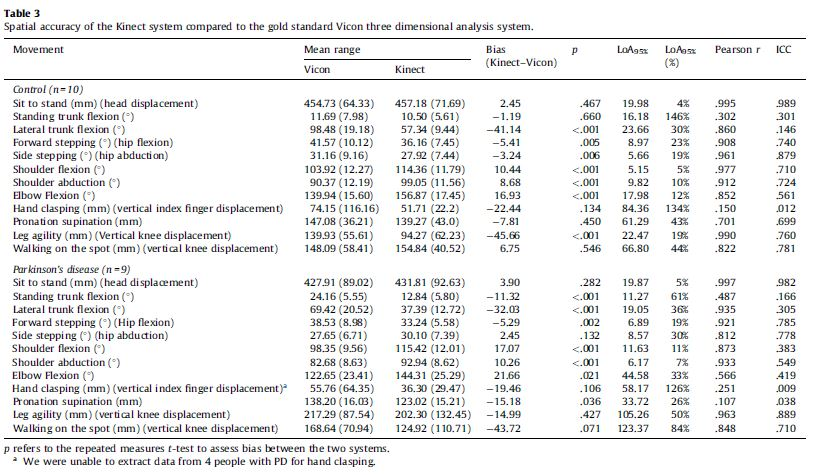 Table 3
Spatial accuracy of the Kinect system compared to the gold standard Vicon three dimensional analysis system.
Movement Mean range Bias (Kinect–Vicon) p LoA95% LoA95% (%) Pearson r ICC
Vicon Kinect
Control (n=10)
Sit to stand (mm) (head displacement) 454.73 (64.33) 457.18 (71.69) 2.45 .467 19.98 4% .995 .989
Standing trunk flexion (°) 11.69 (7.98) 10.50 (5.61) −1.19 .660 16.18 146% .302 .301
Lateral trunk flexion (°) 98.48 (19.18) 57.34 (9.44) −41.14 <.001 23.66 30% .860 .146
Forward stepping (°) (hip flexion) 41.57 (10.12) 36.16 (7.45) −5.41 .005 8.97 23% .908 .740
Side stepping (°) (hip abduction) 31.16 (9.16) 27.92 (7.44) −3.24 .006 5.66 19% .961 .879
Shoulder flexion (°) 103.92 (12.27) 114.36 (11.79) 10.44 <.001 5.15 5% .977 .710
Shoulder abduction (°) 90.37 (12.19) 99.05 (11.56) 8.68 <.001 9.82 10% .912 .724
Elbow Flexion (°) 139.94 (15.60) 156.87 (17.45) 16.93 <.001 17.98 12% .852 .561
Hand clasping (mm) (vertical index finger displacement) 74.15 (116.16) 51.71 (22.2) −22.44 .134 84.36 134% .150 .012
Pronation supination (mm) 147.08 (36.21) 139.27 (43.0) −7.81 .450 61.29 43% .701 .699
Leg agility (mm) (Vertical knee displacement) 139.93 (55.61) 94.27 (62.23) −45.66 <.001 22.47 19% .990 .760
Walking on the spot (mm) (vertical knee displacement) 148.09 (58.41) 154.84 (40.52) 6.75 .546 66.80 44% .822 .781
Parkinson's disease (n=9)
Sit to stand (mm) (head displacement) 427.91 (89.02) 431.81 (92.63) 3.90 .282 19.87 5% .997 .982
Standing trunk flexion (°) 24.16 (5.55) 12.84 (5.80) −11.32 <.001 11.27 61% .487 .166
Lateral trunk flexion (°) 69.42 (20.52) 37.39 (12.72) −32.03 <.001 19.05 36% .935 .305
Forward stepping (°) (Hip flexion) 38.53 (8.98) 33.24 (5.58) −5.29 .002 6.89 19% .921 .785
Side stepping (°) (hip abduction) 27.65 (6.71) 30.10 (7.39) 2.45 .132 8.57 30% .812 .778
Shoulder flexion (°) 98.35 (9.56) 115.42 (12.01) 17.07 <.001 11.63 11% .873 .383
Shoulder abduction (°) 82.68 (8.63) 92.94 (8.62) 10.26 <.001 6.17 7% .933 .549
Elbow Flexion (°) 122.65 (23.41) 144.31 (25.29) 21.66 .021 44.58 33% .566 .419
Hand clasping (mm) (vertical index finger displacement)a 55.76 (64.35) 36.30 (29.47) −19.46 .106 58.17 126% .251 .009
Pronation supination (mm) 138.20 (16.03) 123.02 (15.21) −15.18 .036 33.72 26% .107 .038
Leg agility (mm) (vertical knee displacement) 217.29 (87.54) 202.30 (132.45) −14.99 .427 105.26 50% .963 .889
Walking on the spot (mm) (vertical knee displacement) 168.64 (70.94) 124.92 (110.71) −43.72 .071 123.37 84% .848 .710
p refers to the repeated measures t-test to assess bias between the two systems.
a We were unable to extract data from 4 people with PD for hand clasping.